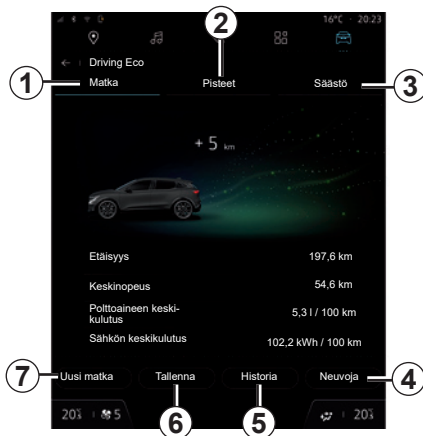 2
16°C · 20:23
Driving Eco
1
Matka
Pisteet
Säästö
3
+ 5 km
Etäisyys 197,6 km
Keskinopeus 54,6 km
Polttoaineen keski-
kulutus 5,3 l / 100 km
Sähkön keskikulutus 102,2 kWh / 100 km
7
Uusi matka
Tallenna
Historia
Neuvoja
4
20⁵ 5
6
5
20⁵